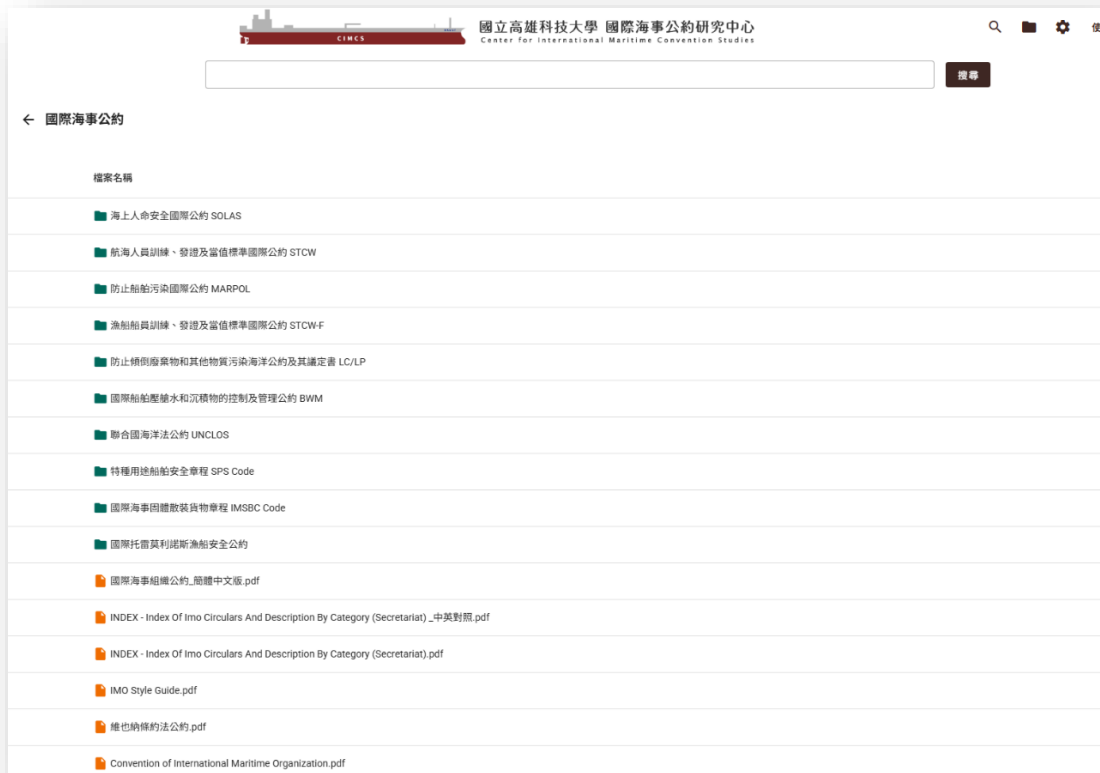 CIMCS
國立高雄科技大學 國際海事公約研究中心
Center for International Maritime Convention Studies
使
搜尋
國際海事公約
檔案名稱
海上人命安全國際公約 SOLAS
航海人員訓練、發證及當值標準國際公約 STCW
防止船舶污染國際公約 MARPOL
漁船船員訓練、發證及當值標準國際公約 STCW-F
防止傾倒廢棄物和其他物質污染海洋公約及其議定書 LC/LP
國際船舶壓艙水和沉積物的控制及管理公約 BWM
聯合國海洋法公約 UNCLOS
特種用途船舶安全章程 SPS Code
國際海事固體散裝貨物章程 IMSBC Code
國際托雷莫利諾斯漁船安全公約
國際海事組織公約_簡體中文版.pdf
INDEX - Index Of Imo Circulars And Description By Category (Secretariat) _中英對照.pdf
INDEX - Index Of Imo Circulars And Description By Category (Secretariat).pdf
IMO Style Guide.pdf
維也納條約法公約.pdf
Convention of International Maritime Organization.pdf